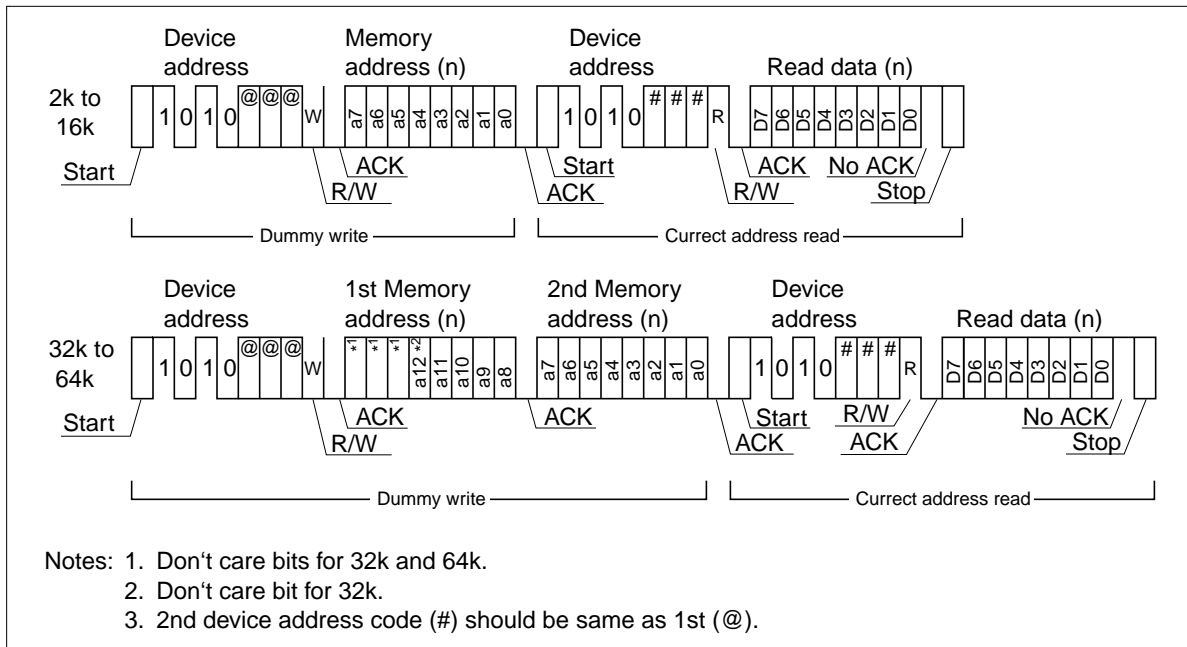 Device address Memory address (n) Device address Read data (n)
2k to 16k
1 0 1 0 @ @ @ W a7 a6 a5 a4 a3 a2 a1 a0 1 0 1 0 # # # R D7 D6 D5 D4 D3 D2 D1 D0
Start R/W ACK ACK Start R/W ACK No ACK Stop
Dummy write Currect address read
Device address 1st Memory address (n) 2nd Memory address (n) Device address Read data (n)
32k to 64k
1 0 1 0 @ @ @ W *1 *1 *1 a12*2 a11 a10 a9 a8 a7 a6 a5 a4 a3 a2 a1 a0 1 0 1 0 # # # R D7 D6 D5 D4 D3 D2 D1 D0
Start R/W ACK ACK ACK Start R/W ACK No ACK Stop
Dummy write Currect address read
Notes: 1. Don‘t care bits for 32k and 64k.
2. Don‘t care bit for 32k.
3. 2nd device address code (#) should be same as 1st (@).